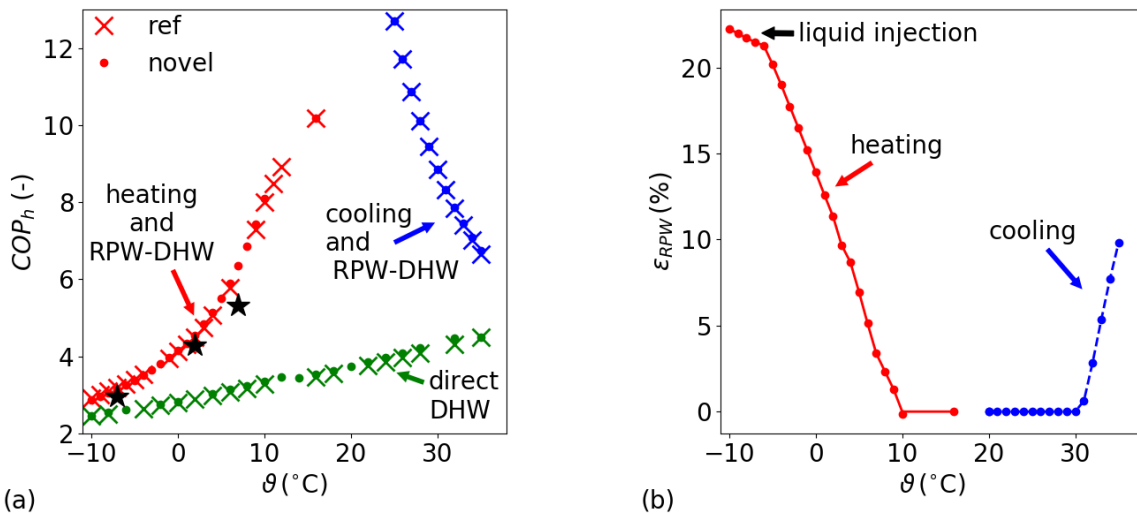 12
10
8
6
4
2
COP_h (-)
ref
novel
heating
and
RPW-DHW
cooling
and
RPW-DHW
direct
DHW
−10 0 10 20 30
ϑ (°C)
(a)
20
15
10
5
0
ε_RPW (%)
liquid injection
heating
cooling
−10 0 10 20 30
ϑ (°C)
(b)